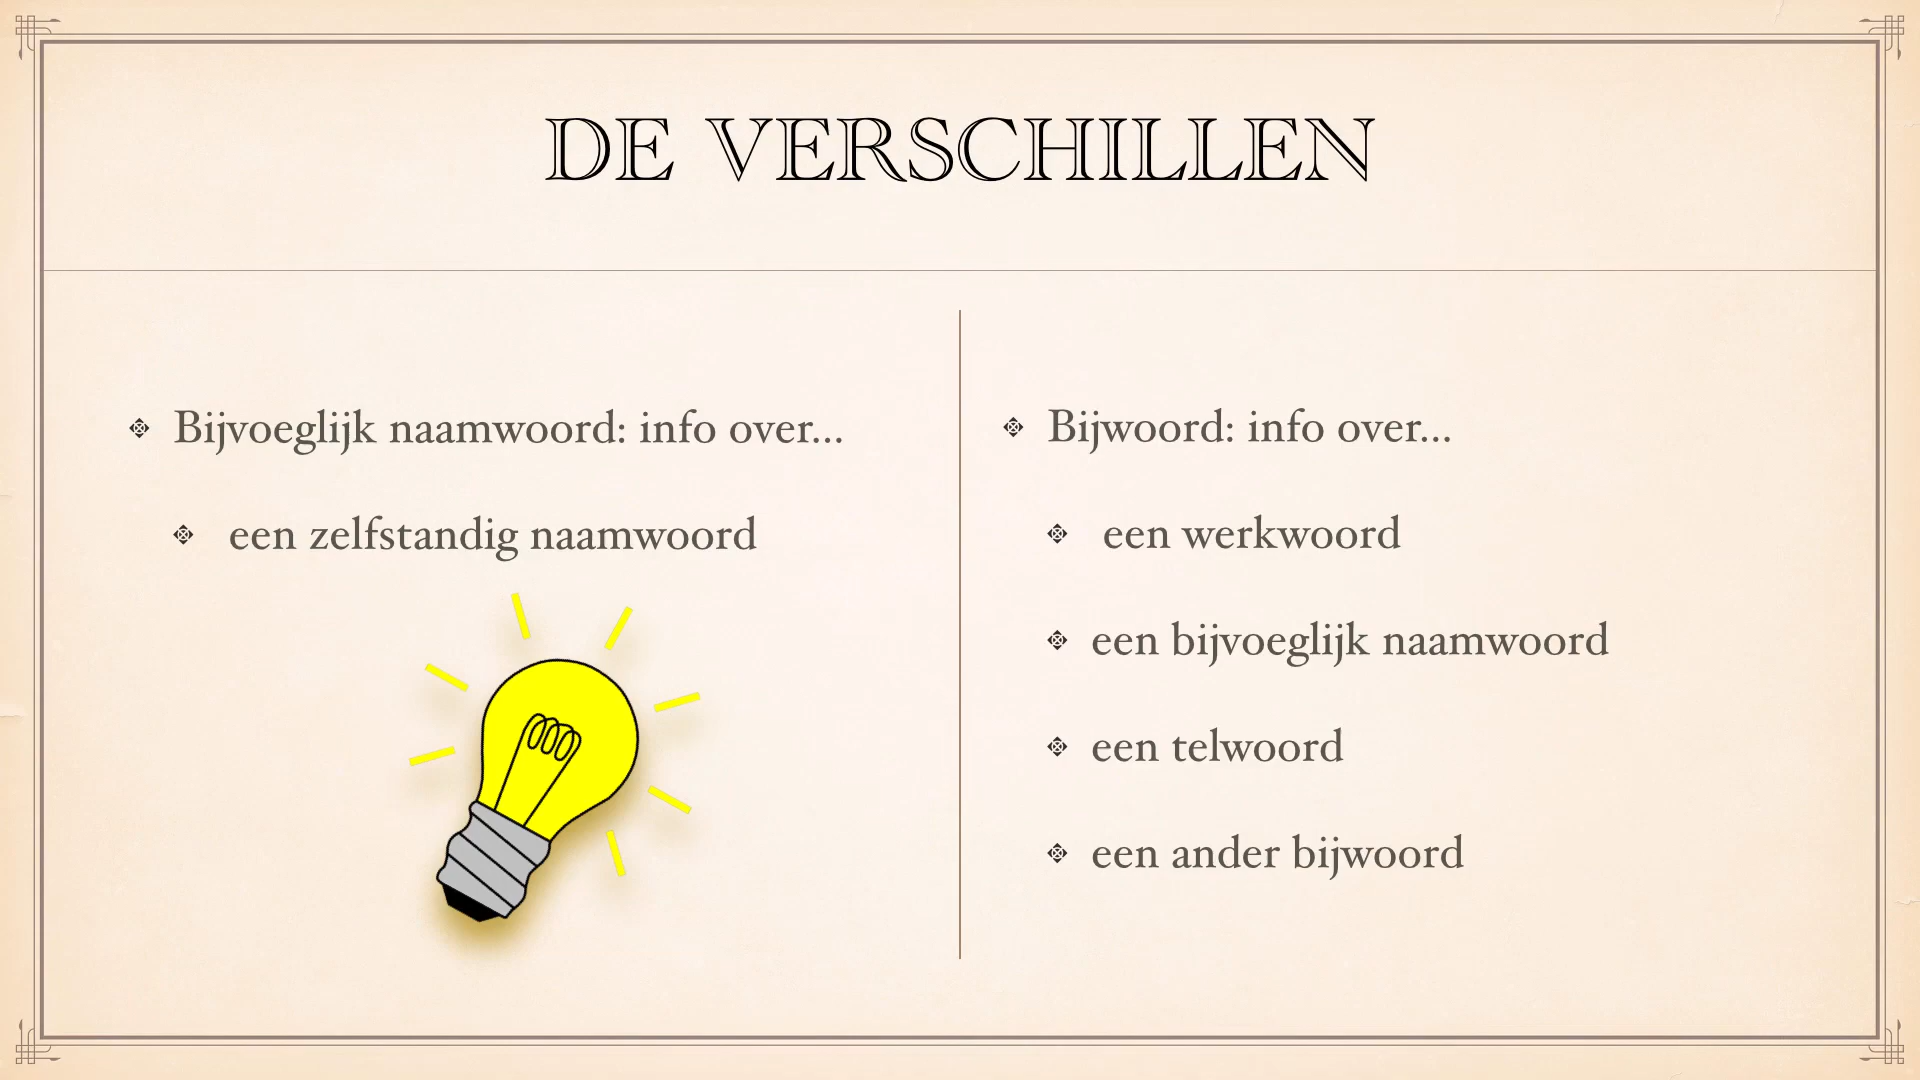 DE VERSCHILLEN
Bijvoeglijk naamwoord: info over...
een zelfstandig naamwoord
Bijwoord: info over...
een werkwoord
een bijvoeglijk naamwoord
een telwoord
een ander bijwoord